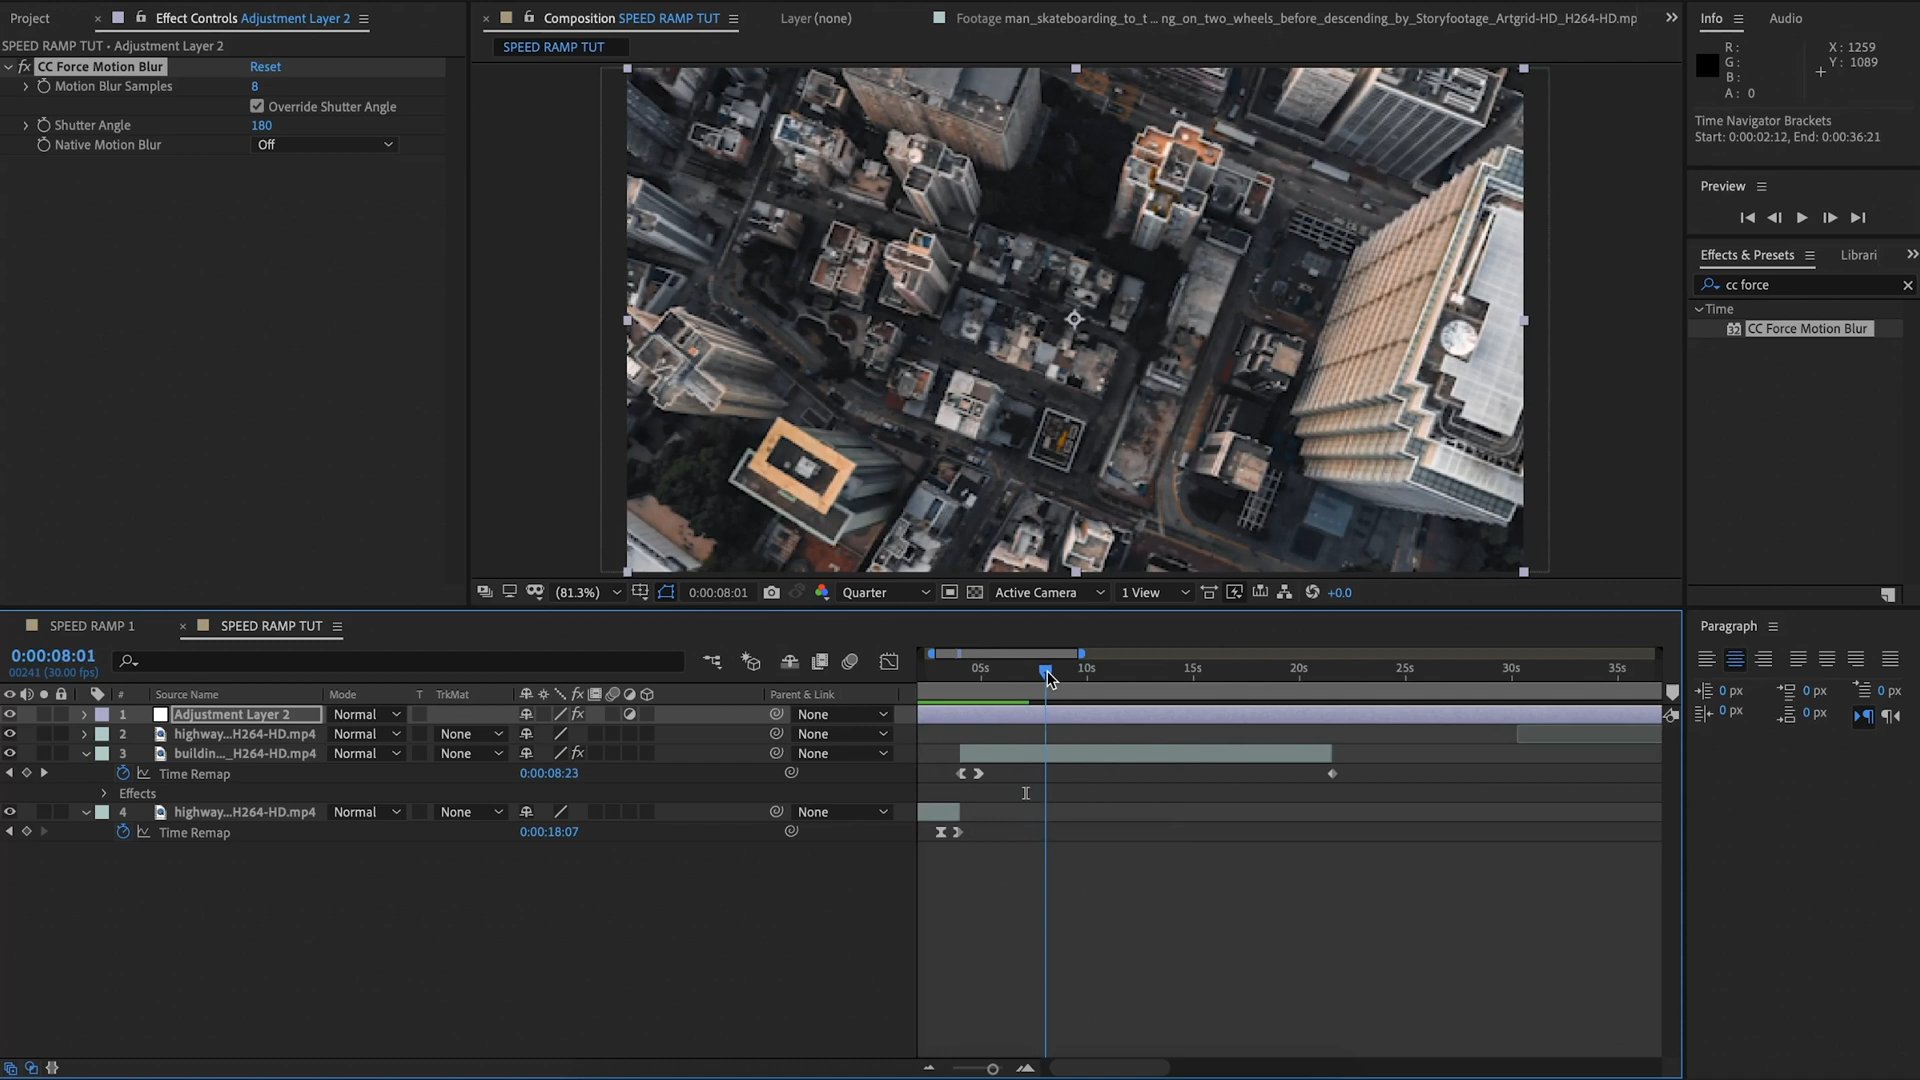 Project
Effect Controls Adjustment Layer 2
SPEED RAMP TUT • Adjustment Layer 2
fx CC Force Motion Blur Reset
Motion Blur Samples 8
Override Shutter Angle
Shutter Angle 180
Native Motion Blur Off
Composition SPEED RAMP TUT
Layer (none)
Footage man_skateboarding_to_t ... ng_on_two_wheels_before_descending_by_Storyfootage_Artgrid-HD_H264-HD.mp
SPEED RAMP TUT
(81.3%) 0:00:08:01 Quarter Active Camera 1 View +0.0
Info Audio
R: X: 1259
G: Y: 1089
B:
A: 0
Time Navigator Brackets
Start: 0:00:02:12, End: 0:00:36:21
Preview
Effects & Presets Librari
cc force
Time
32 CC Force Motion Blur
SPEED RAMP 1 SPEED RAMP TUT
0:00:08:01
00241 (30.00 fps)
05s 10s 15s 20s 25s 30s 35s
# Source Name Mode T TrkMat fx Parent & Link
1 Adjustment Layer 2 Normal fx None
2 highway...H264-HD.mp4 Normal None None
3 buildin..._H264-HD.mp4 Normal None fx None
Time Remap 0:00:08:23
Effects
4 highway...H264-HD.mp4 Normal None None
Time Remap 0:00:18:07
Paragraph
0 px 0 px 0 px
0 px 0 px